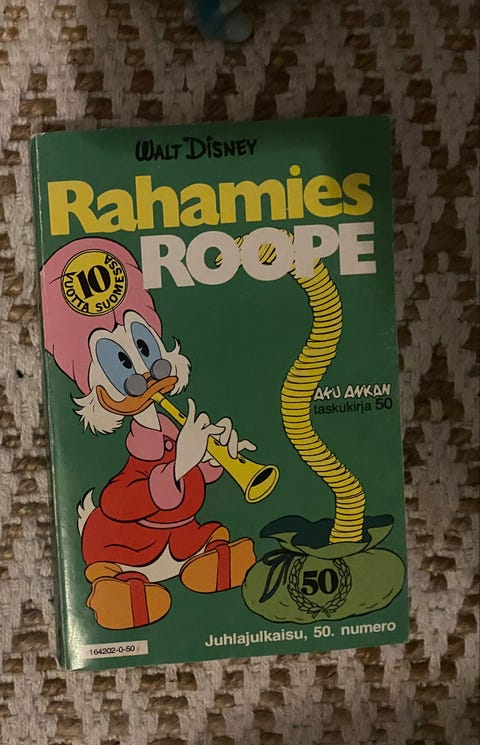 WALT DISNEY
Rahamies
ROOPE
10
VUOTTA SUOMESSA
AKU ANKAN
taskukirja 50
50
Juhlajulkaisu, 50. numero
164202-0-50